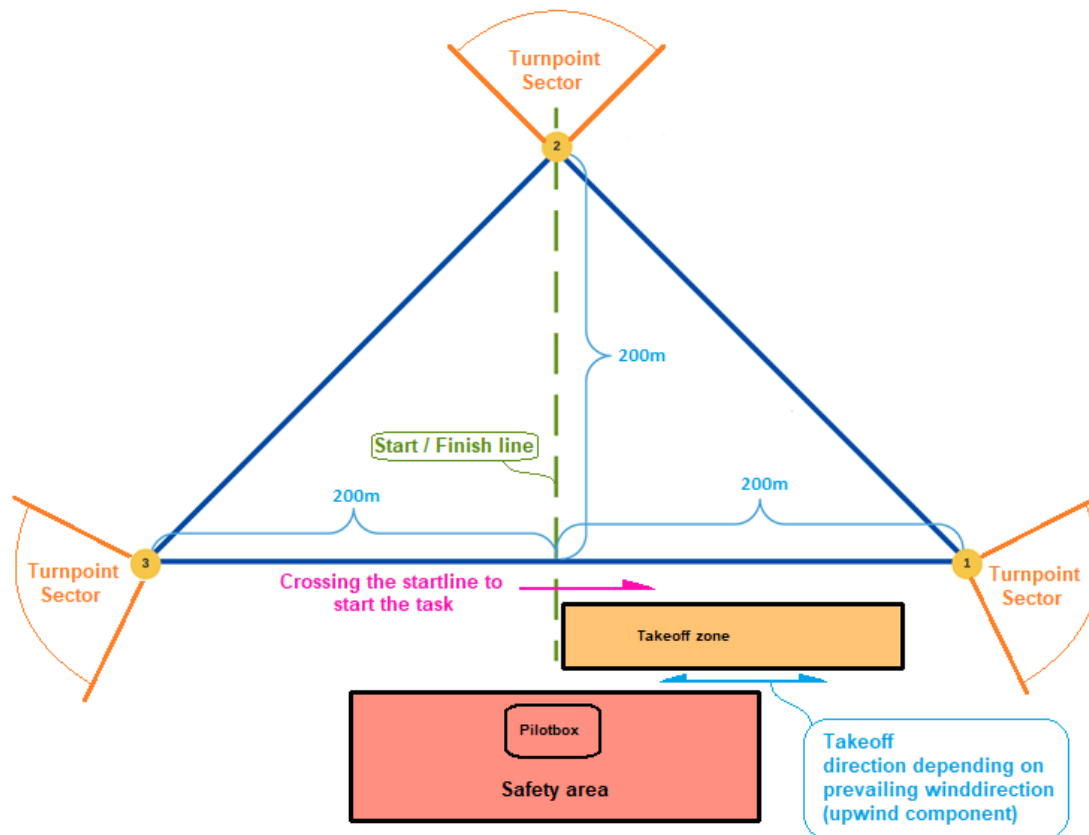 Turnpoint
Sector
2
200m
Start / Finish line
200m
200m
3
1
Turnpoint
Sector
Turnpoint
Sector
Crossing the startline to
start the task
Takeoff zone
Pilotbox
Safety area
Takeoff
direction depending on
prevailing winddirection
(upwind component)